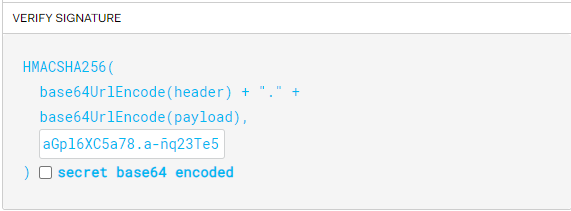 VERIFY SIGNATURE
HMACSHA256(
base64UrlEncode(header) + "." +
base64UrlEncode(payload),
aGpl6XC5a78.a-ñq23Te5
) secret base64 encoded